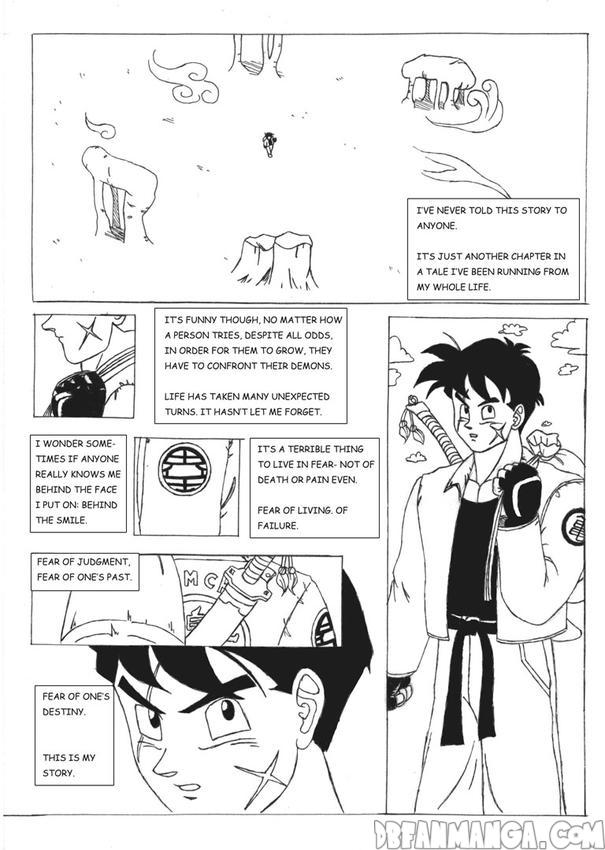 I'VE NEVER TOLD THIS STORY TO
ANYONE.
IT'S JUST ANOTHER CHAPTER IN
A TALE I'VE BEEN RUNNING FROM
MY WHOLE LIFE.
IT'S FUNNY THOUGH, NO MATTER HOW
A PERSON TRIES, DESPITE ALL ODDS,
IN ORDER FOR THEM TO GROW, THEY
HAVE TO CONFRONT THEIR DEMONS.
LIFE HAS TAKEN MANY UNEXPECTED
TURNS. IT HASN'T LET ME FORGET.
I WONDER SOME-
TIMES IF ANYONE
REALLY KNOWS ME
BEHIND THE FACE
I PUT ON: BEHIND
THE SMILE.
IT'S A TERRIBLE THING
TO LIVE IN FEAR- NOT OF
DEATH OR PAIN EVEN.
FEAR OF LIVING. OF
FAILURE.
FEAR OF JUDGMENT,
FEAR OF ONE'S PAST.
MC
FEAR OF ONE'S
DESTINY.
THIS IS MY
STORY.
DBFANMANGA.COM